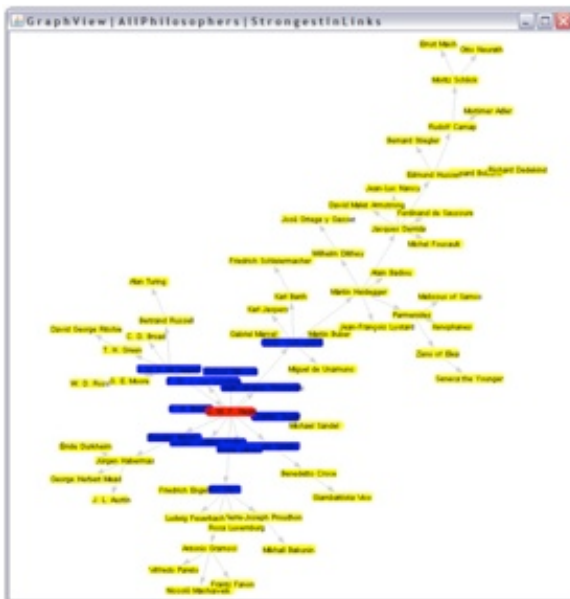 GraphView|AllPhilosophers|StrongestInLinks
Ernst Mach
Otto Neurath
Moritz Schlick
Mortimer Adler
Rudolf Carnap
Bernard Stiegler
Edmund Husserl
Richard Dedekind
Jean-Luc Nancy
David Malet Armstrong
Ferdinand de Saussure
José Ortega y Gasset
Jacques Derrida
Michel Foucault
Wilhelm Dilthey
Friedrich Schleiermacher
Alain Badiou
Alan Turing
Karl Barth
Martin Heidegger
Melissus of Samos
Karl Jaspers
Parmenides
Bertrand Russell
David George Ritchie
C. D. Broad
Gabriel Marcel
Martin Buber
Jean-François Lyotard
Xenophanes
T. H. Green
Zeno of Elea
Miguel de Unamuno
Seneca the Younger
W. D. Ross
G. E. Moore
Michael Sandel
Émile Durkheim
Jürgen Habermas
Benedetto Croce
George Herbert Mead
Friedrich Engels
Giambattista Vico
J. L. Austin
Ludwig Feuerbach
Pierre-Joseph Proudhon
Rosa Luxemburg
Antonio Gramsci
Mikhail Bakunin
Vilfredo Pareto
Frantz Fanon
Niccolò Machiavelli